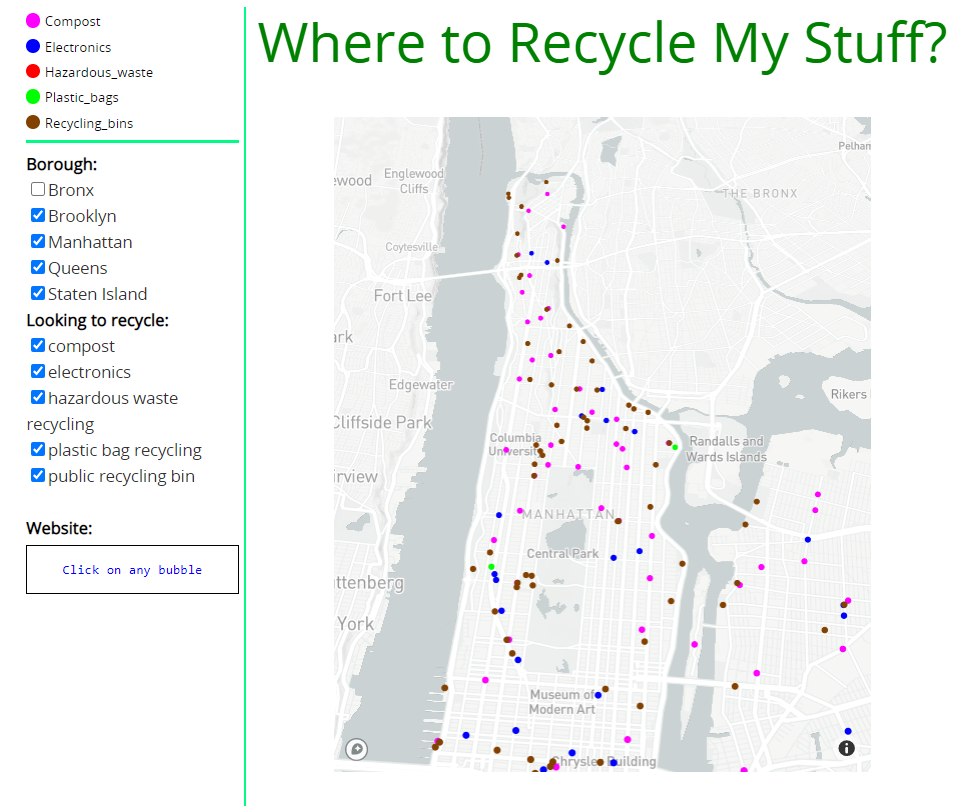 Compost
Electronics
Hazardous_waste
Plastic_bags
Recycling_bins
Borough:
Bronx
Brooklyn
Manhattan
Queens
Staten Island
Looking to recycle:
compost
electronics
hazardous waste
recycling
plastic bag recycling
public recycling bin
Website:
Click on any bubble
Where to Recycle My Stuff?
Pelham
ewood
Englewood
Cliffs
THE BRONX
Coytesville
Fort Lee
ark
Edgewater
Rikers I
Cliffside Park
Columbia
University
Randalls and
Wards Islands
irview
MANHATTAN
Central Park
ttenberg
York
Museum of
Modern Art
Chrysler Building